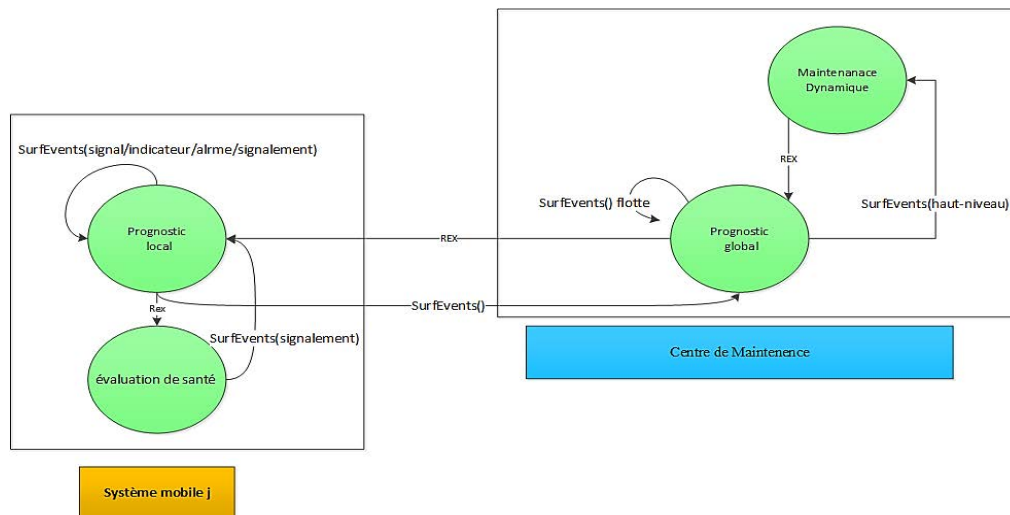 Maintenanace
Dynamique
SurfEvents(signal/indicateur/alrme/signalement)
REX
SurfEvents() flotte
SurfEvents(haut-niveau)
Prognostic
local
REX
Prognostic
global
Rex
SurfEvents()
SurfEvents(signalement)
évaluation de santé
Centre de Maintenence
Système mobile j